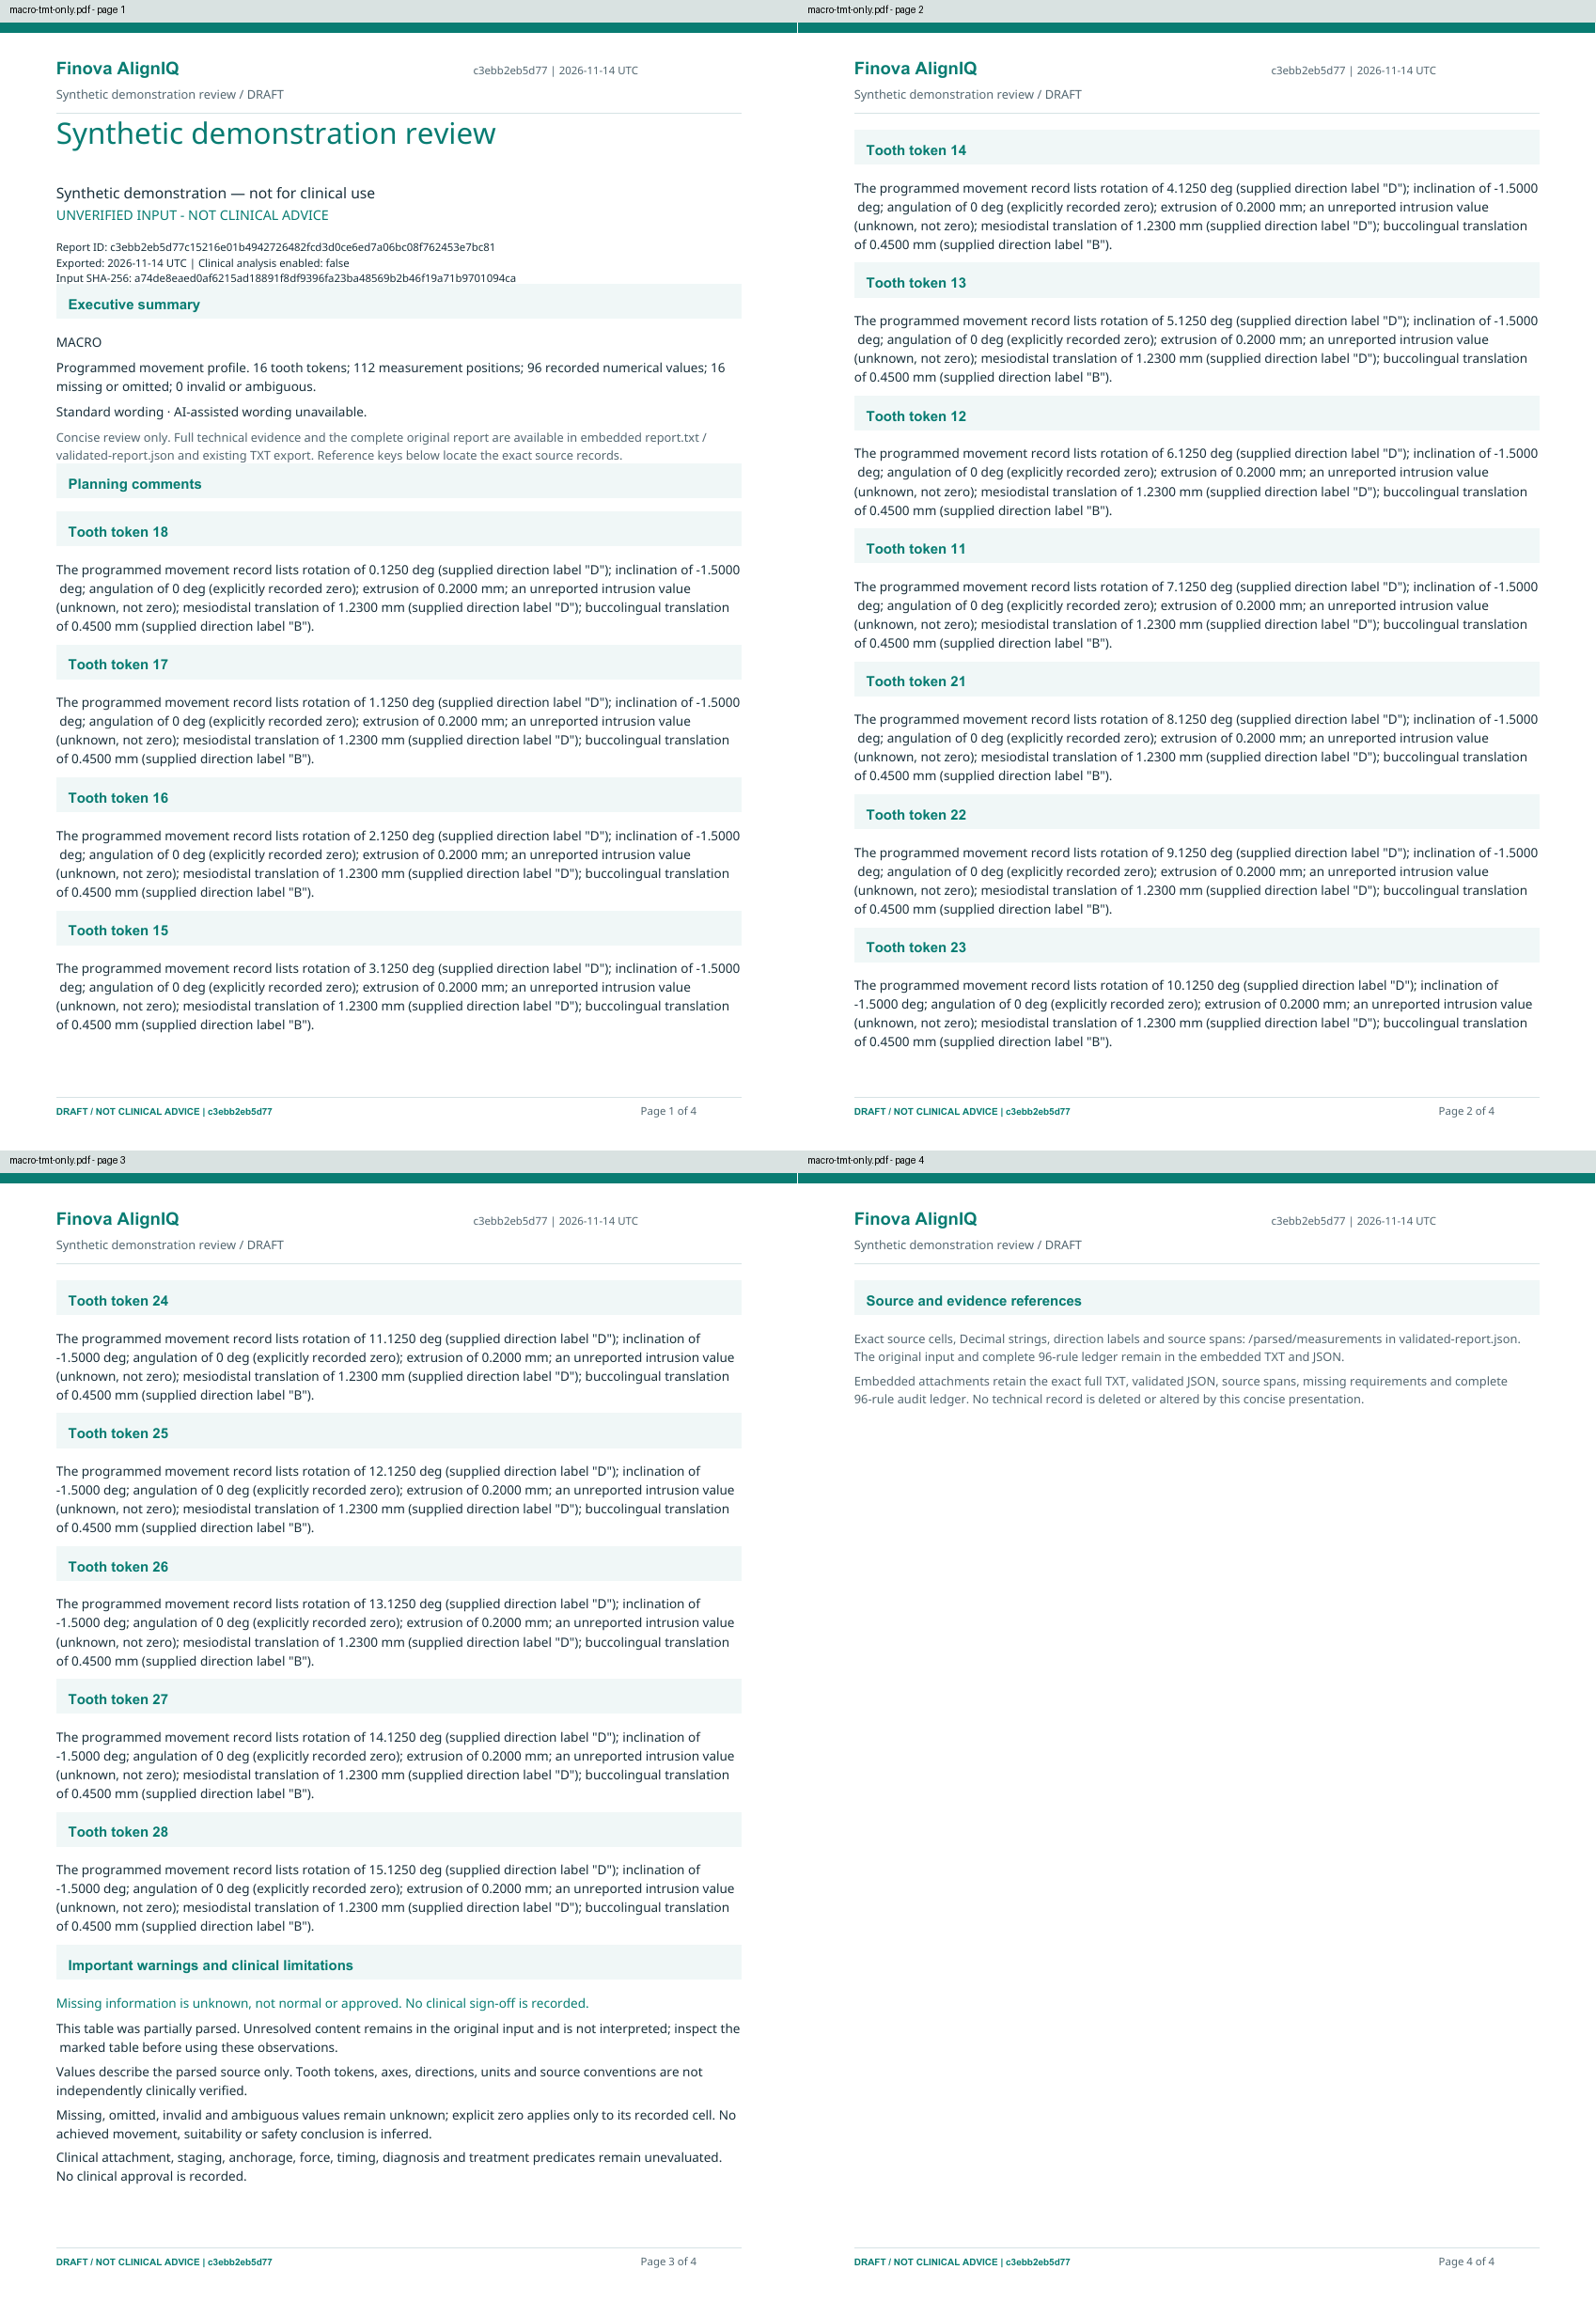 macro-tmt-only.pdf - page 1
Finova AlignIQ
c3ebb2eb5d77 | 2026-11-14 UTC
Synthetic demonstration review / DRAFT
Synthetic demonstration review
Synthetic demonstration — not for clinical use
UNVERIFIED INPUT - NOT CLINICAL ADVICE
Report ID: c3ebb2eb5d77c15216e01b4942726482fcd3d0ce6ed7a06bc08f762453e7bc81
Exported: 2026-11-14 UTC | Clinical analysis enabled: false
Input SHA-256: a74de8eaed0af6215ad18891f8df9396fa23ba48569b2b46f19a71b9701094ca
Executive summary
MACRO
Programmed movement profile. 16 tooth tokens; 112 measurement positions; 96 recorded numerical values; 16
missing or omitted; 0 invalid or ambiguous.
Standard wording · AI-assisted wording unavailable.
Concise review only. Full technical evidence and the complete original report are available in embedded report.txt /
validated-report.json and existing TXT export. Reference keys below locate the exact source records.
Planning comments
Tooth token 18
The programmed movement record lists rotation of 0.1250 deg (supplied direction label "D"); inclination of -1.5000
deg; angulation of 0 deg (explicitly recorded zero); extrusion of 0.2000 mm; an unreported intrusion value
(unknown, not zero); mesiodistal translation of 1.2300 mm (supplied direction label "D"); buccolingual translation
of 0.4500 mm (supplied direction label "B").
Tooth token 17
The programmed movement record lists rotation of 1.1250 deg (supplied direction label "D"); inclination of -1.5000
deg; angulation of 0 deg (explicitly recorded zero); extrusion of 0.2000 mm; an unreported intrusion value
(unknown, not zero); mesiodistal translation of 1.2300 mm (supplied direction label "D"); buccolingual translation
of 0.4500 mm (supplied direction label "B").
Tooth token 16
The programmed movement record lists rotation of 2.1250 deg (supplied direction label "D"); inclination of -1.5000
deg; angulation of 0 deg (explicitly recorded zero); extrusion of 0.2000 mm; an unreported intrusion value
(unknown, not zero); mesiodistal translation of 1.2300 mm (supplied direction label "D"); buccolingual translation
of 0.4500 mm (supplied direction label "B").
Tooth token 15
The programmed movement record lists rotation of 3.1250 deg (supplied direction label "D"); inclination of -1.5000
deg; angulation of 0 deg (explicitly recorded zero); extrusion of 0.2000 mm; an unreported intrusion value
(unknown, not zero); mesiodistal translation of 1.2300 mm (supplied direction label "D"); buccolingual translation
of 0.4500 mm (supplied direction label "B").
DRAFT / NOT CLINICAL ADVICE | c3ebb2eb5d77
Page 1 of 4
macro-tmt-only.pdf - page 2
Finova AlignIQ
c3ebb2eb5d77 | 2026-11-14 UTC
Synthetic demonstration review / DRAFT
Tooth token 14
The programmed movement record lists rotation of 4.1250 deg (supplied direction label "D"); inclination of -1.5000
deg; angulation of 0 deg (explicitly recorded zero); extrusion of 0.2000 mm; an unreported intrusion value
(unknown, not zero); mesiodistal translation of 1.2300 mm (supplied direction label "D"); buccolingual translation
of 0.4500 mm (supplied direction label "B").
Tooth token 13
The programmed movement record lists rotation of 5.1250 deg (supplied direction label "D"); inclination of -1.5000
deg; angulation of 0 deg (explicitly recorded zero); extrusion of 0.2000 mm; an unreported intrusion value
(unknown, not zero); mesiodistal translation of 1.2300 mm (supplied direction label "D"); buccolingual translation
of 0.4500 mm (supplied direction label "B").
Tooth token 12
The programmed movement record lists rotation of 6.1250 deg (supplied direction label "D"); inclination of -1.5000
deg; angulation of 0 deg (explicitly recorded zero); extrusion of 0.2000 mm; an unreported intrusion value
(unknown, not zero); mesiodistal translation of 1.2300 mm (supplied direction label "D"); buccolingual translation
of 0.4500 mm (supplied direction label "B").
Tooth token 11
The programmed movement record lists rotation of 7.1250 deg (supplied direction label "D"); inclination of -1.5000
deg; angulation of 0 deg (explicitly recorded zero); extrusion of 0.2000 mm; an unreported intrusion value
(unknown, not zero); mesiodistal translation of 1.2300 mm (supplied direction label "D"); buccolingual translation
of 0.4500 mm (supplied direction label "B").
Tooth token 21
The programmed movement record lists rotation of 8.1250 deg (supplied direction label "D"); inclination of -1.5000
deg; angulation of 0 deg (explicitly recorded zero); extrusion of 0.2000 mm; an unreported intrusion value
(unknown, not zero); mesiodistal translation of 1.2300 mm (supplied direction label "D"); buccolingual translation
of 0.4500 mm (supplied direction label "B").
Tooth token 22
The programmed movement record lists rotation of 9.1250 deg (supplied direction label "D"); inclination of -1.5000
deg; angulation of 0 deg (explicitly recorded zero); extrusion of 0.2000 mm; an unreported intrusion value
(unknown, not zero); mesiodistal translation of 1.2300 mm (supplied direction label "D"); buccolingual translation
of 0.4500 mm (supplied direction label "B").
Tooth token 23
The programmed movement record lists rotation of 10.1250 deg (supplied direction label "D"); inclination of
-1.5000 deg; angulation of 0 deg (explicitly recorded zero); extrusion of 0.2000 mm; an unreported intrusion value
(unknown, not zero); mesiodistal translation of 1.2300 mm (supplied direction label "D"); buccolingual translation
of 0.4500 mm (supplied direction label "B").
DRAFT / NOT CLINICAL ADVICE | c3ebb2eb5d77
Page 2 of 4
macro-tmt-only.pdf - page 3
Finova AlignIQ
c3ebb2eb5d77 | 2026-11-14 UTC
Synthetic demonstration review / DRAFT
Tooth token 24
The programmed movement record lists rotation of 11.1250 deg (supplied direction label "D"); inclination of
-1.5000 deg; angulation of 0 deg (explicitly recorded zero); extrusion of 0.2000 mm; an unreported intrusion value
(unknown, not zero); mesiodistal translation of 1.2300 mm (supplied direction label "D"); buccolingual translation
of 0.4500 mm (supplied direction label "B").
Tooth token 25
The programmed movement record lists rotation of 12.1250 deg (supplied direction label "D"); inclination of
-1.5000 deg; angulation of 0 deg (explicitly recorded zero); extrusion of 0.2000 mm; an unreported intrusion value
(unknown, not zero); mesiodistal translation of 1.2300 mm (supplied direction label "D"); buccolingual translation
of 0.4500 mm (supplied direction label "B").
Tooth token 26
The programmed movement record lists rotation of 13.1250 deg (supplied direction label "D"); inclination of
-1.5000 deg; angulation of 0 deg (explicitly recorded zero); extrusion of 0.2000 mm; an unreported intrusion value
(unknown, not zero); mesiodistal translation of 1.2300 mm (supplied direction label "D"); buccolingual translation
of 0.4500 mm (supplied direction label "B").
Tooth token 27
The programmed movement record lists rotation of 14.1250 deg (supplied direction label "D"); inclination of
-1.5000 deg; angulation of 0 deg (explicitly recorded zero); extrusion of 0.2000 mm; an unreported intrusion value
(unknown, not zero); mesiodistal translation of 1.2300 mm (supplied direction label "D"); buccolingual translation
of 0.4500 mm (supplied direction label "B").
Tooth token 28
The programmed movement record lists rotation of 15.1250 deg (supplied direction label "D"); inclination of
-1.5000 deg; angulation of 0 deg (explicitly recorded zero); extrusion of 0.2000 mm; an unreported intrusion value
(unknown, not zero); mesiodistal translation of 1.2300 mm (supplied direction label "D"); buccolingual translation
of 0.4500 mm (supplied direction label "B").
Important warnings and clinical limitations
Missing information is unknown, not normal or approved. No clinical sign-off is recorded.
This table was partially parsed. Unresolved content remains in the original input and is not interpreted; inspect the
marked table before using these observations.
Values describe the parsed source only. Tooth tokens, axes, directions, units and source conventions are not
independently clinically verified.
Missing, omitted, invalid and ambiguous values remain unknown; explicit zero applies only to its recorded cell. No
achieved movement, suitability or safety conclusion is inferred.
Clinical attachment, staging, anchorage, force, timing, diagnosis and treatment predicates remain unevaluated.
No clinical approval is recorded.
DRAFT / NOT CLINICAL ADVICE | c3ebb2eb5d77
Page 3 of 4
macro-tmt-only.pdf - page 4
Finova AlignIQ
c3ebb2eb5d77 | 2026-11-14 UTC
Synthetic demonstration review / DRAFT
Source and evidence references
Exact source cells, Decimal strings, direction labels and source spans: /parsed/measurements in validated-report.json.
The original input and complete 96-rule ledger remain in the embedded TXT and JSON.
Embedded attachments retain the exact full TXT, validated JSON, source spans, missing requirements and complete
96-rule audit ledger. No technical record is deleted or altered by this concise presentation.
DRAFT / NOT CLINICAL ADVICE | c3ebb2eb5d77
Page 4 of 4